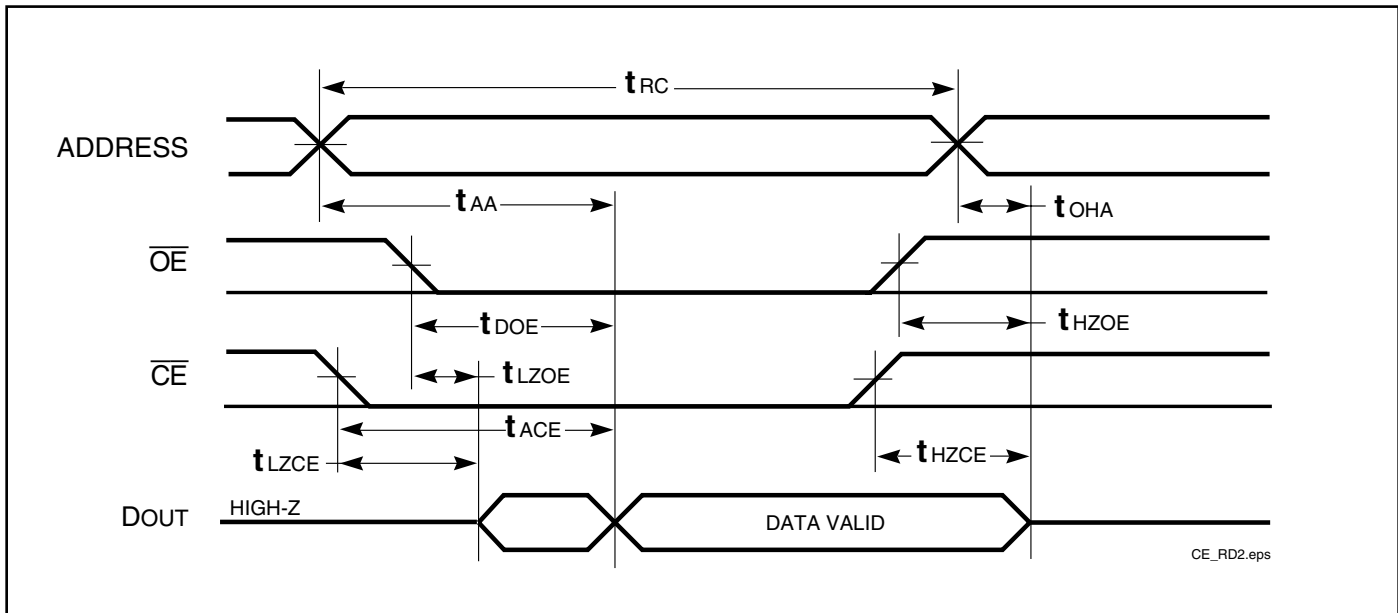 tRC
ADDRESS
tAA
tOHA
OE
tDOE
tHZOE
CE
tLZOE
tACE
tLZCE
tHZCE
DOUT
HIGH-Z
DATA VALID
CE_RD2.eps